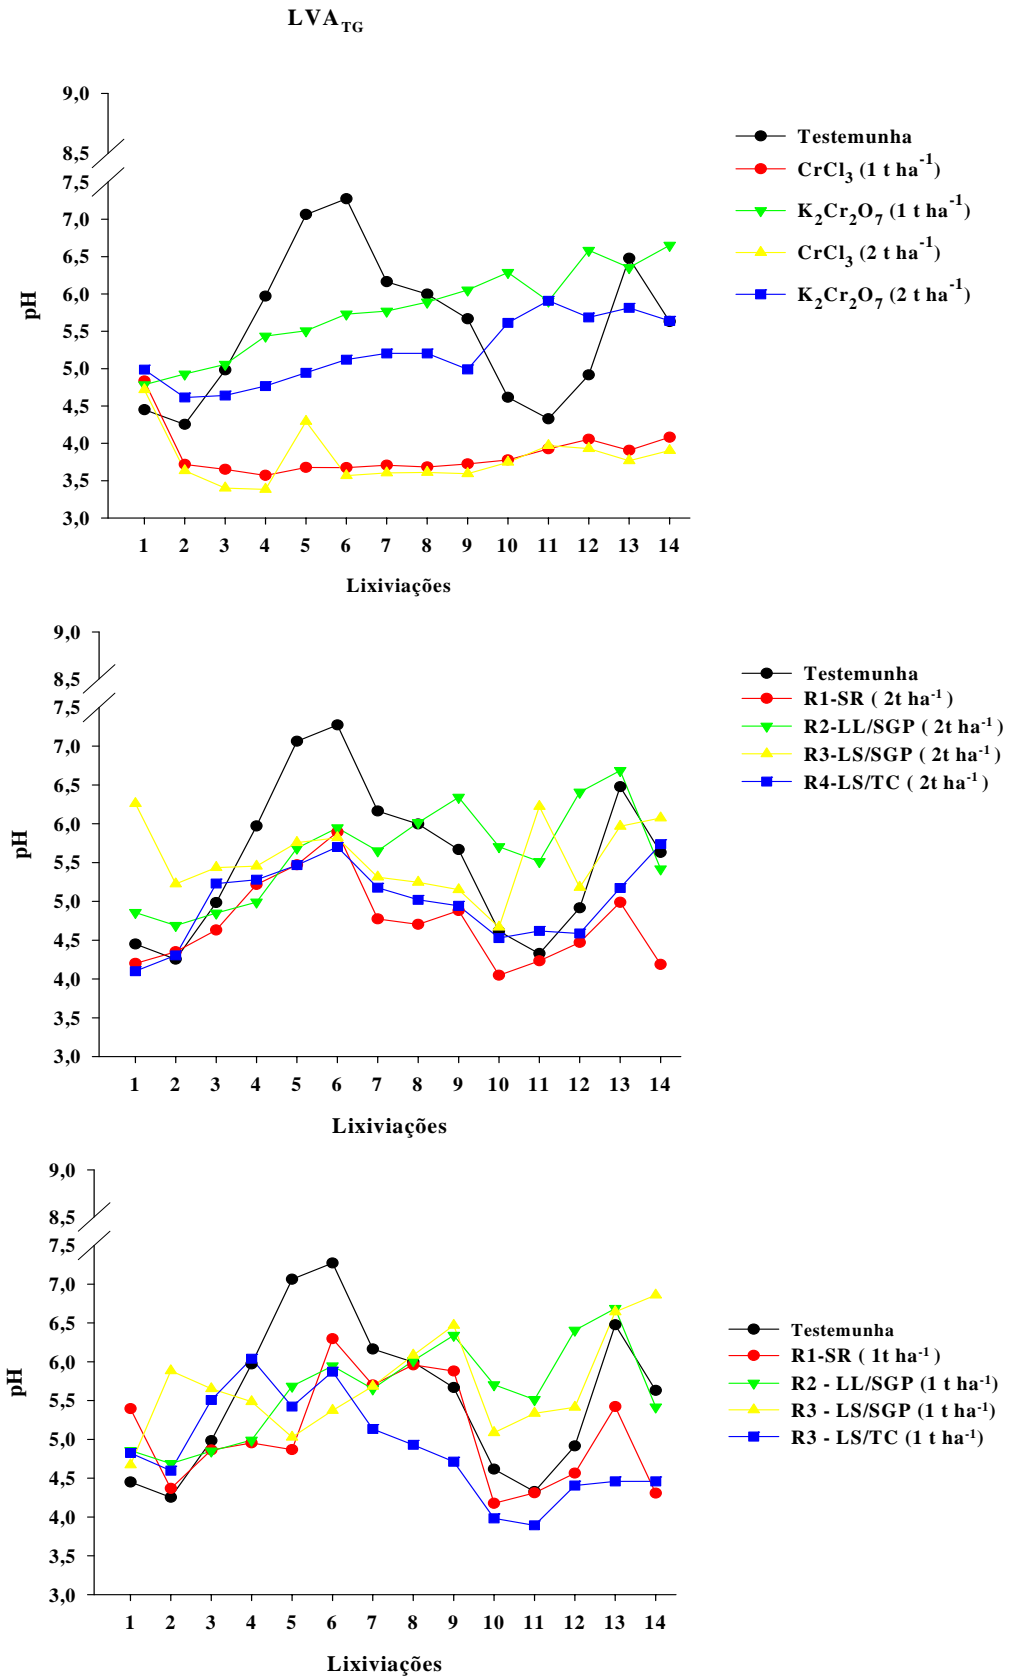 LVA_TG
9,0
8,5
7,5
7,0
6,5
6,0
5,5
5,0
4,5
4,0
3,5
3,0
pH
1 2 3 4 5 6 7 8 9 10 11 12 13 14
Lixiviações
Testemunha
CrCl₃ (1 t ha⁻¹)
K₂Cr₂O₇ (1 t ha⁻¹)
CrCl₃ (2 t ha⁻¹)
K₂Cr₂O₇ (2 t ha⁻¹)
9,0
8,5
7,5
7,0
6,5
6,0
5,5
5,0
4,5
4,0
3,5
3,0
pH
1 2 3 4 5 6 7 8 9 10 11 12 13 14
Lixiviações
Testemunha
R1-SR ( 2t ha⁻¹ )
R2-LL/SGP ( 2t ha⁻¹ )
R3-LS/SGP ( 2t ha⁻¹ )
R4-LS/TC ( 2t ha⁻¹ )
9,0
8,5
7,5
7,0
6,5
6,0
5,5
5,0
4,5
4,0
3,5
3,0
pH
1 2 3 4 5 6 7 8 9 10 11 12 13 14
Lixiviações
Testemunha
R1-SR ( 1t ha⁻¹ )
R2 - LL/SGP (1 t ha⁻¹)
R3 - LS/SGP (1 t ha⁻¹)
R3 - LS/TC (1 t ha⁻¹)